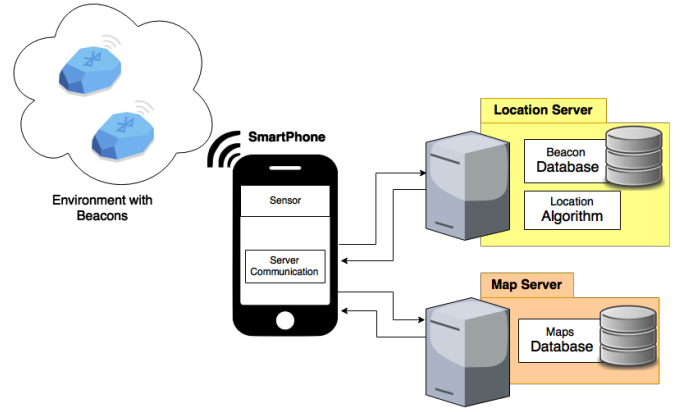 SmartPhone
Environment with
Beacons
Sensor
Server
Communication
Location Server
Beacon
Database
Location
Algorithm
Map Server
Maps
Database